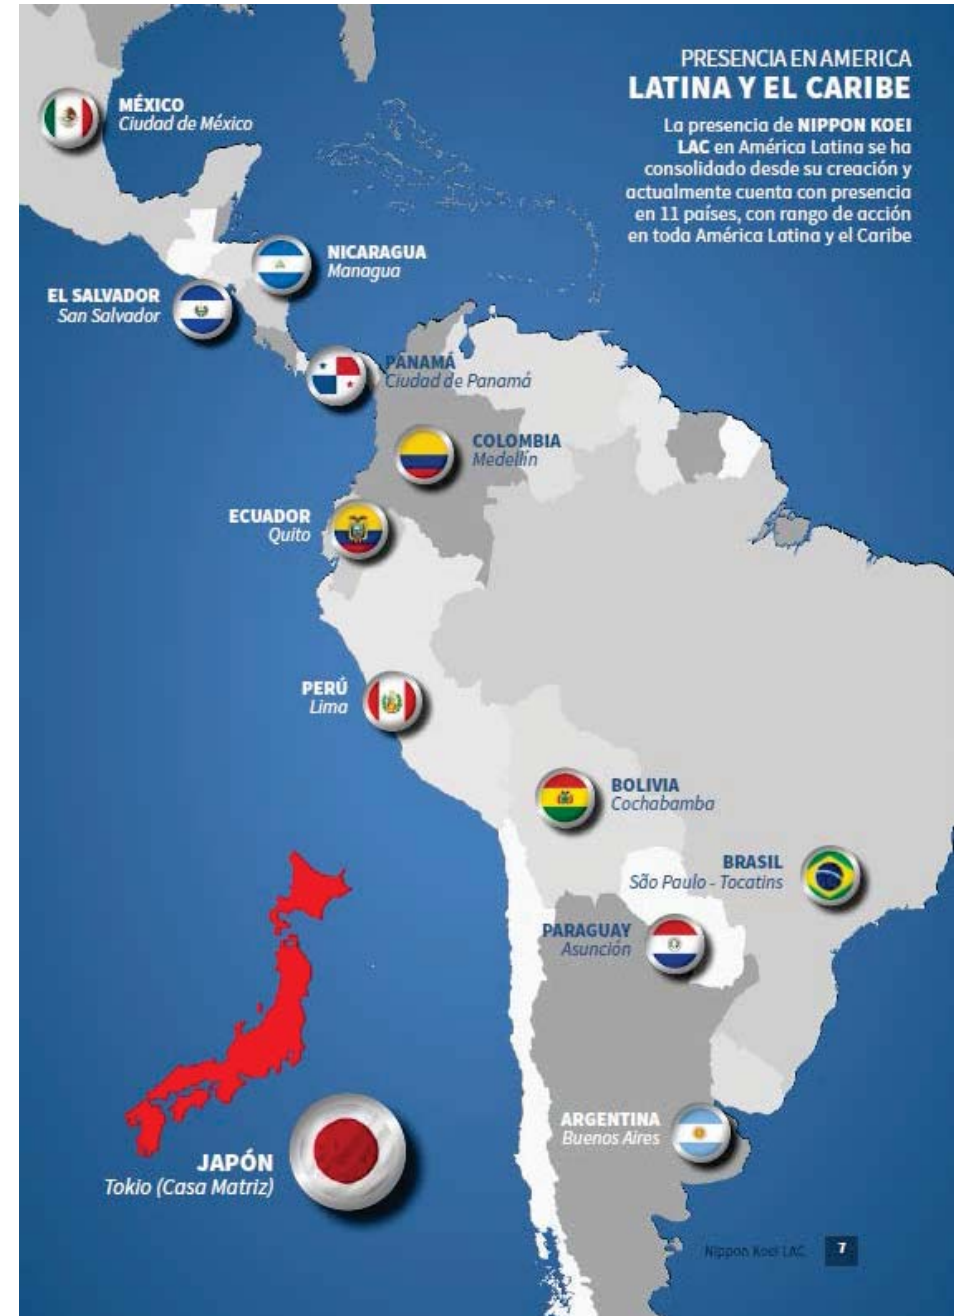 PRESENCIA EN AMERICA
LATINA Y EL CARIBE
La presencia de NIPPON KOEI
LAC en América Latina se ha
consolidado desde su creación y
actualmente cuenta con presencia
en 11 países, con rango de acción
en toda América Latina y el Caribe
MÉXICO
Ciudad de México
NICARAGUA
Managua
EL SALVADOR
San Salvador
PANAMÁ
Ciudad de Panamá
COLOMBIA
Medellín
ECUADOR
Quito
PERÚ
Lima
BOLIVIA
Cochabamba
BRASIL
São Paulo - Tocatins
PARAGUAY
Asunción
ARGENTINA
Buenos Aires
JAPÓN
Tokio (Casa Matriz)
Nippon Koei LAC 7